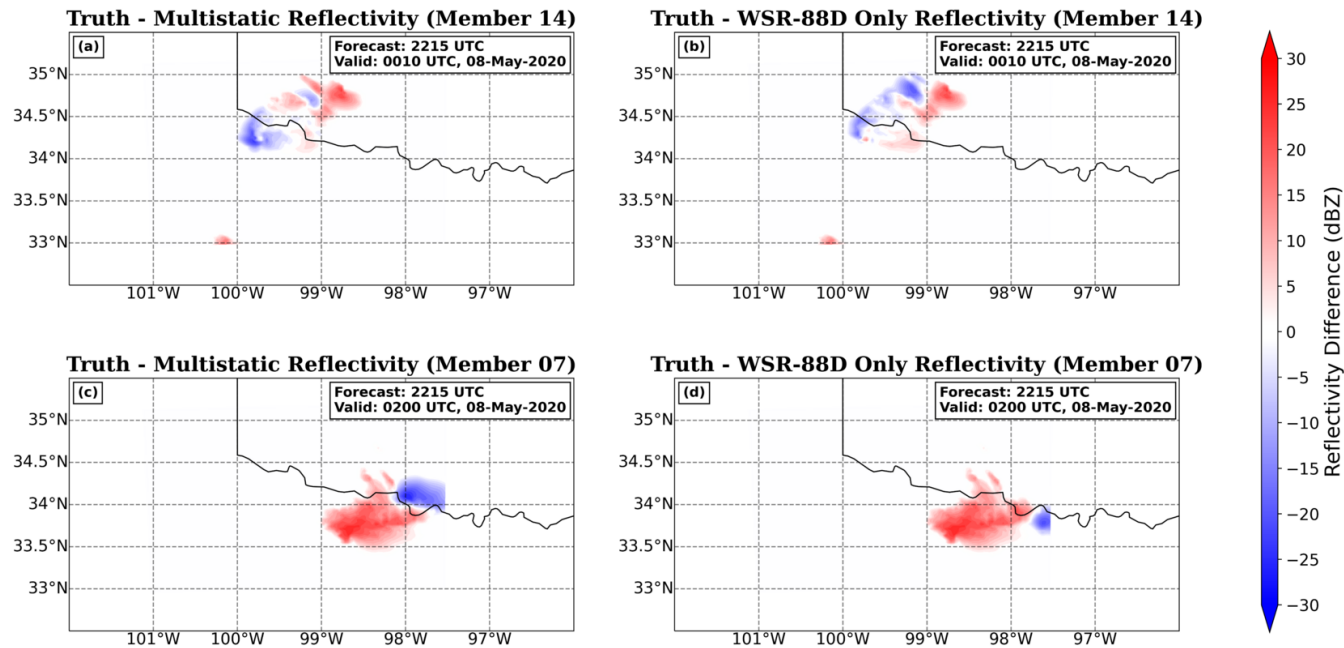 Truth - Multistatic Reflectivity (Member 14)
(a)
Forecast: 2215 UTC
Valid: 0010 UTC, 08-May-2020
35°N
34.5°N
34°N
33.5°N
33°N
101°W 100°W 99°W 98°W 97°W
Truth - WSR-88D Only Reflectivity (Member 14)
(b)
Forecast: 2215 UTC
Valid: 0010 UTC, 08-May-2020
35°N
34.5°N
34°N
33.5°N
33°N
101°W 100°W 99°W 98°W 97°W
Truth - Multistatic Reflectivity (Member 07)
(c)
Forecast: 2215 UTC
Valid: 0200 UTC, 08-May-2020
35°N
34.5°N
34°N
33.5°N
33°N
101°W 100°W 99°W 98°W 97°W
Truth - WSR-88D Only Reflectivity (Member 07)
(d)
Forecast: 2215 UTC
Valid: 0200 UTC, 08-May-2020
35°N
34.5°N
34°N
33.5°N
33°N
101°W 100°W 99°W 98°W 97°W
30
25
20
15
10
5
0
−5
−10
−15
−20
−25
−30
Reflectivity Difference (dBZ)